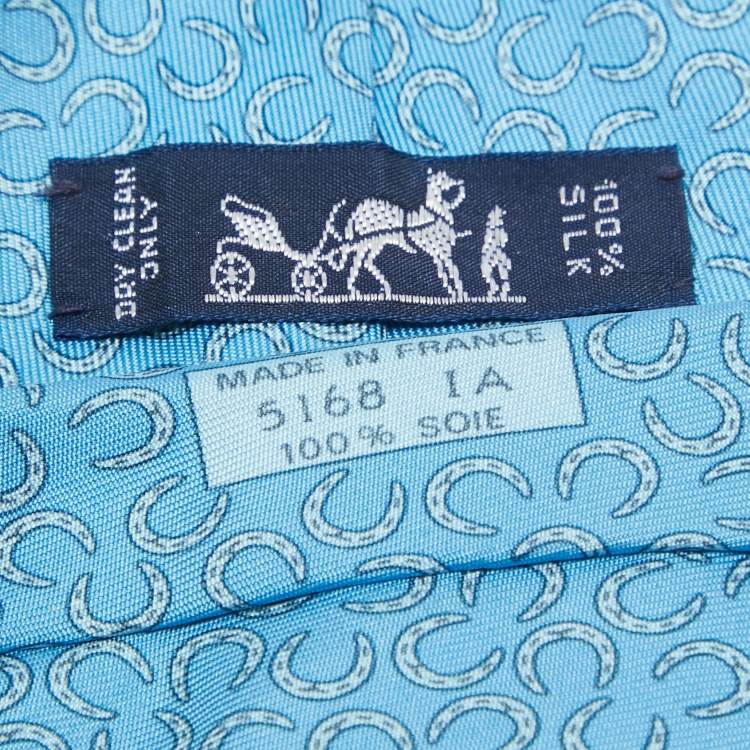 DRY CLEAN
ONLY
100%
SILK
MADE IN FRANCE
5168 IA
100% SOIE